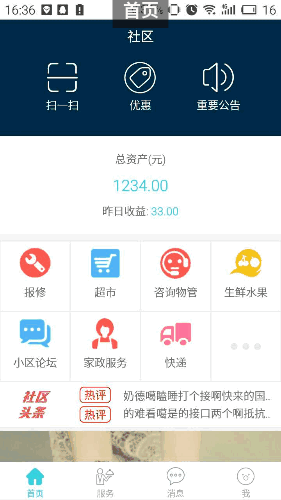 16:36
首页
16
社区
扫一扫
优惠
重要公告
总资产(元)
1234.00
昨日收益: 33.00
报修
超市
咨询物管
生鲜水果
小区论坛
家政服务
快递
社区
头条
热评
奶德噶瞌睡打个接啊快来的困..
热评
的难看噶是的接口两个啊抵抗..
首页
服务
消息
我